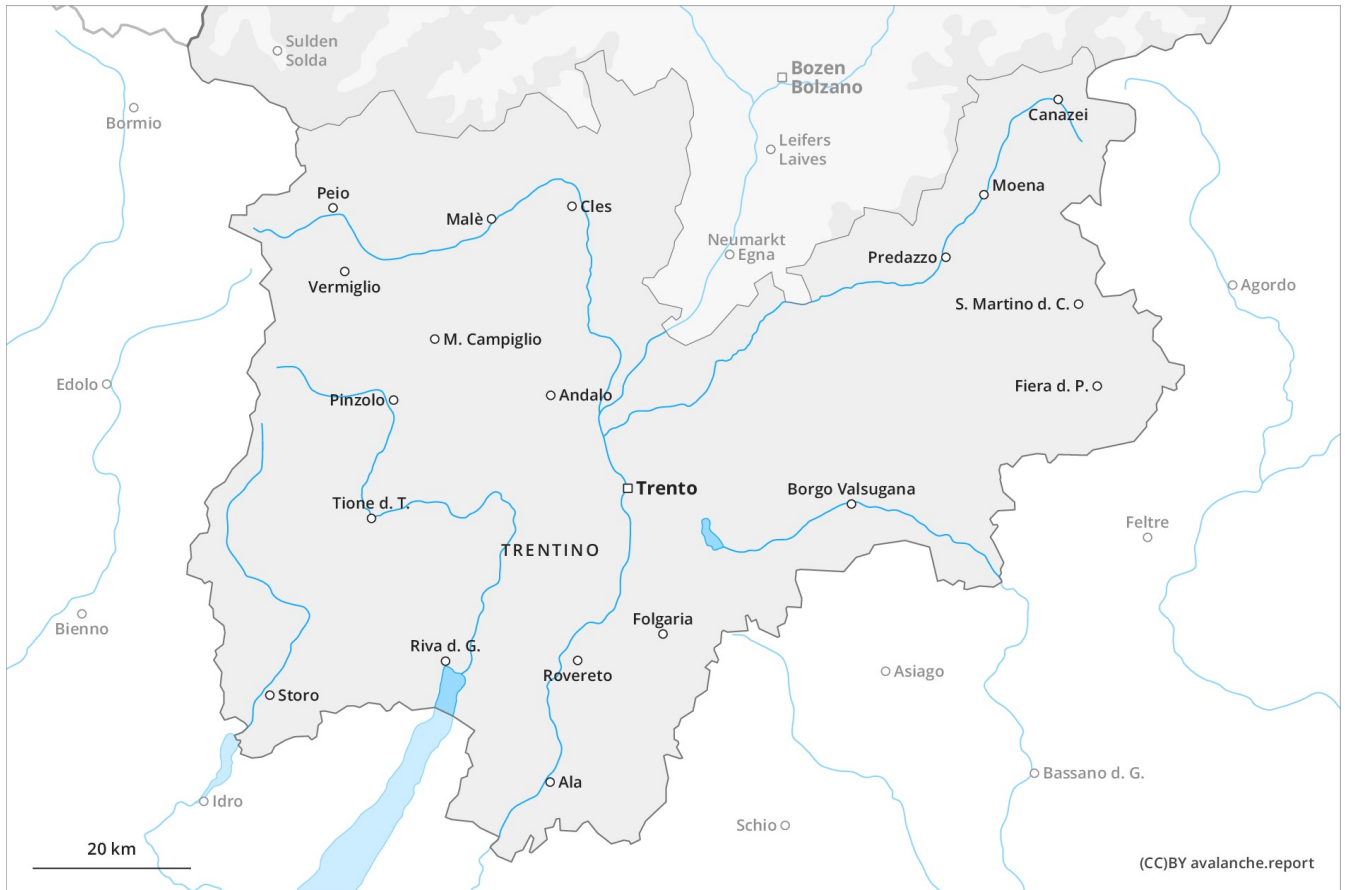 Sulden
Solda
Bozen
Bolzano
Bormio
Canazei
Leifers
Laives
Peio
Moena
Malè
Cles
Neumarkt
Egna
Predazzo
Vermiglio
Agordo
S. Martino d. C.
M. Campiglio
Edolo
Fiera d. P.
Andalo
Pinzolo
Trento
Borgo Valsugana
Tione d. T.
Feltre
TRENTINO
Folgaria
Bienno
Riva d. G.
Asiago
Rovereto
Storo
Bassano d. G.
Ala
Idro
Schio
20 km
(CC)BY avalanche.report